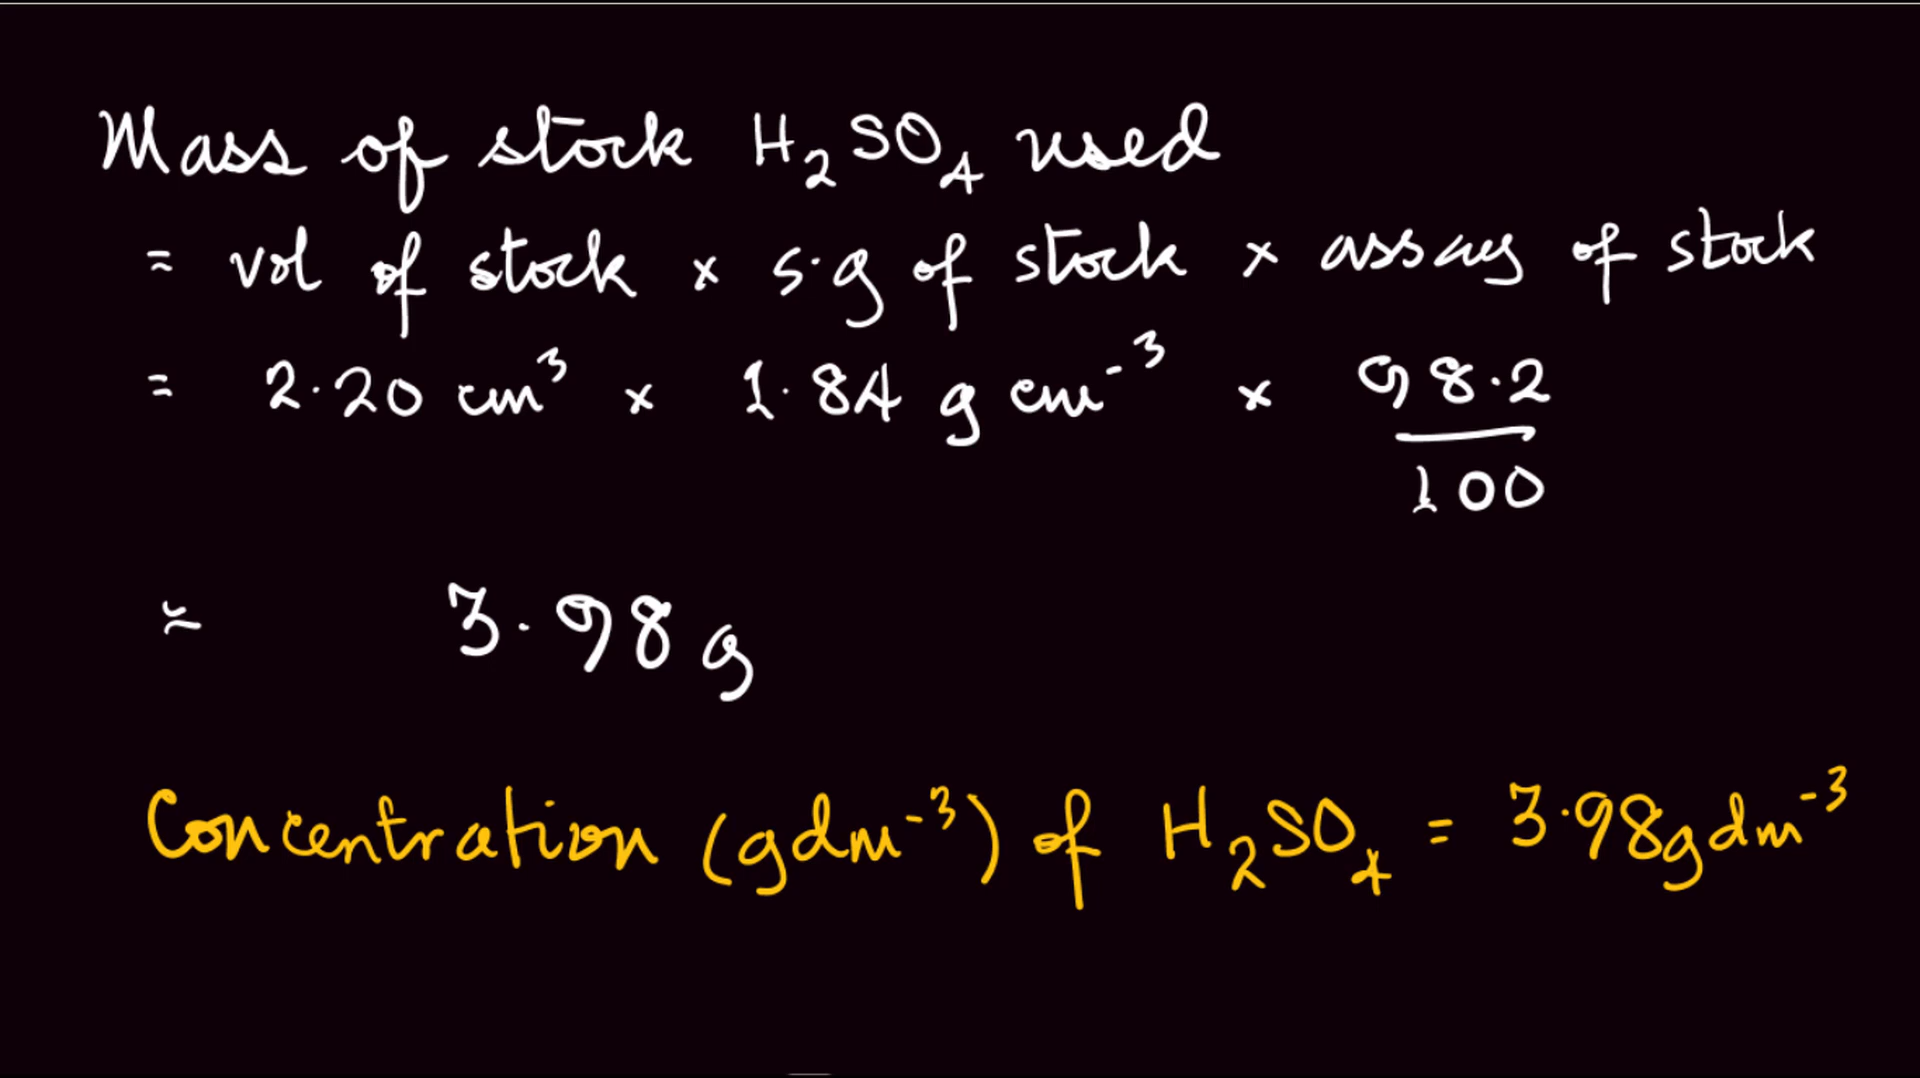 Mass of stock H₂SO₄ used
= vol of stock x s.g of stock x assay of stock
= 2.20 cm³ x 1.84 g cm⁻³ x 98.2
100
≈ 3.98 g
Concentration (gdm⁻³) of H₂SO₄ = 3.98gdm⁻³